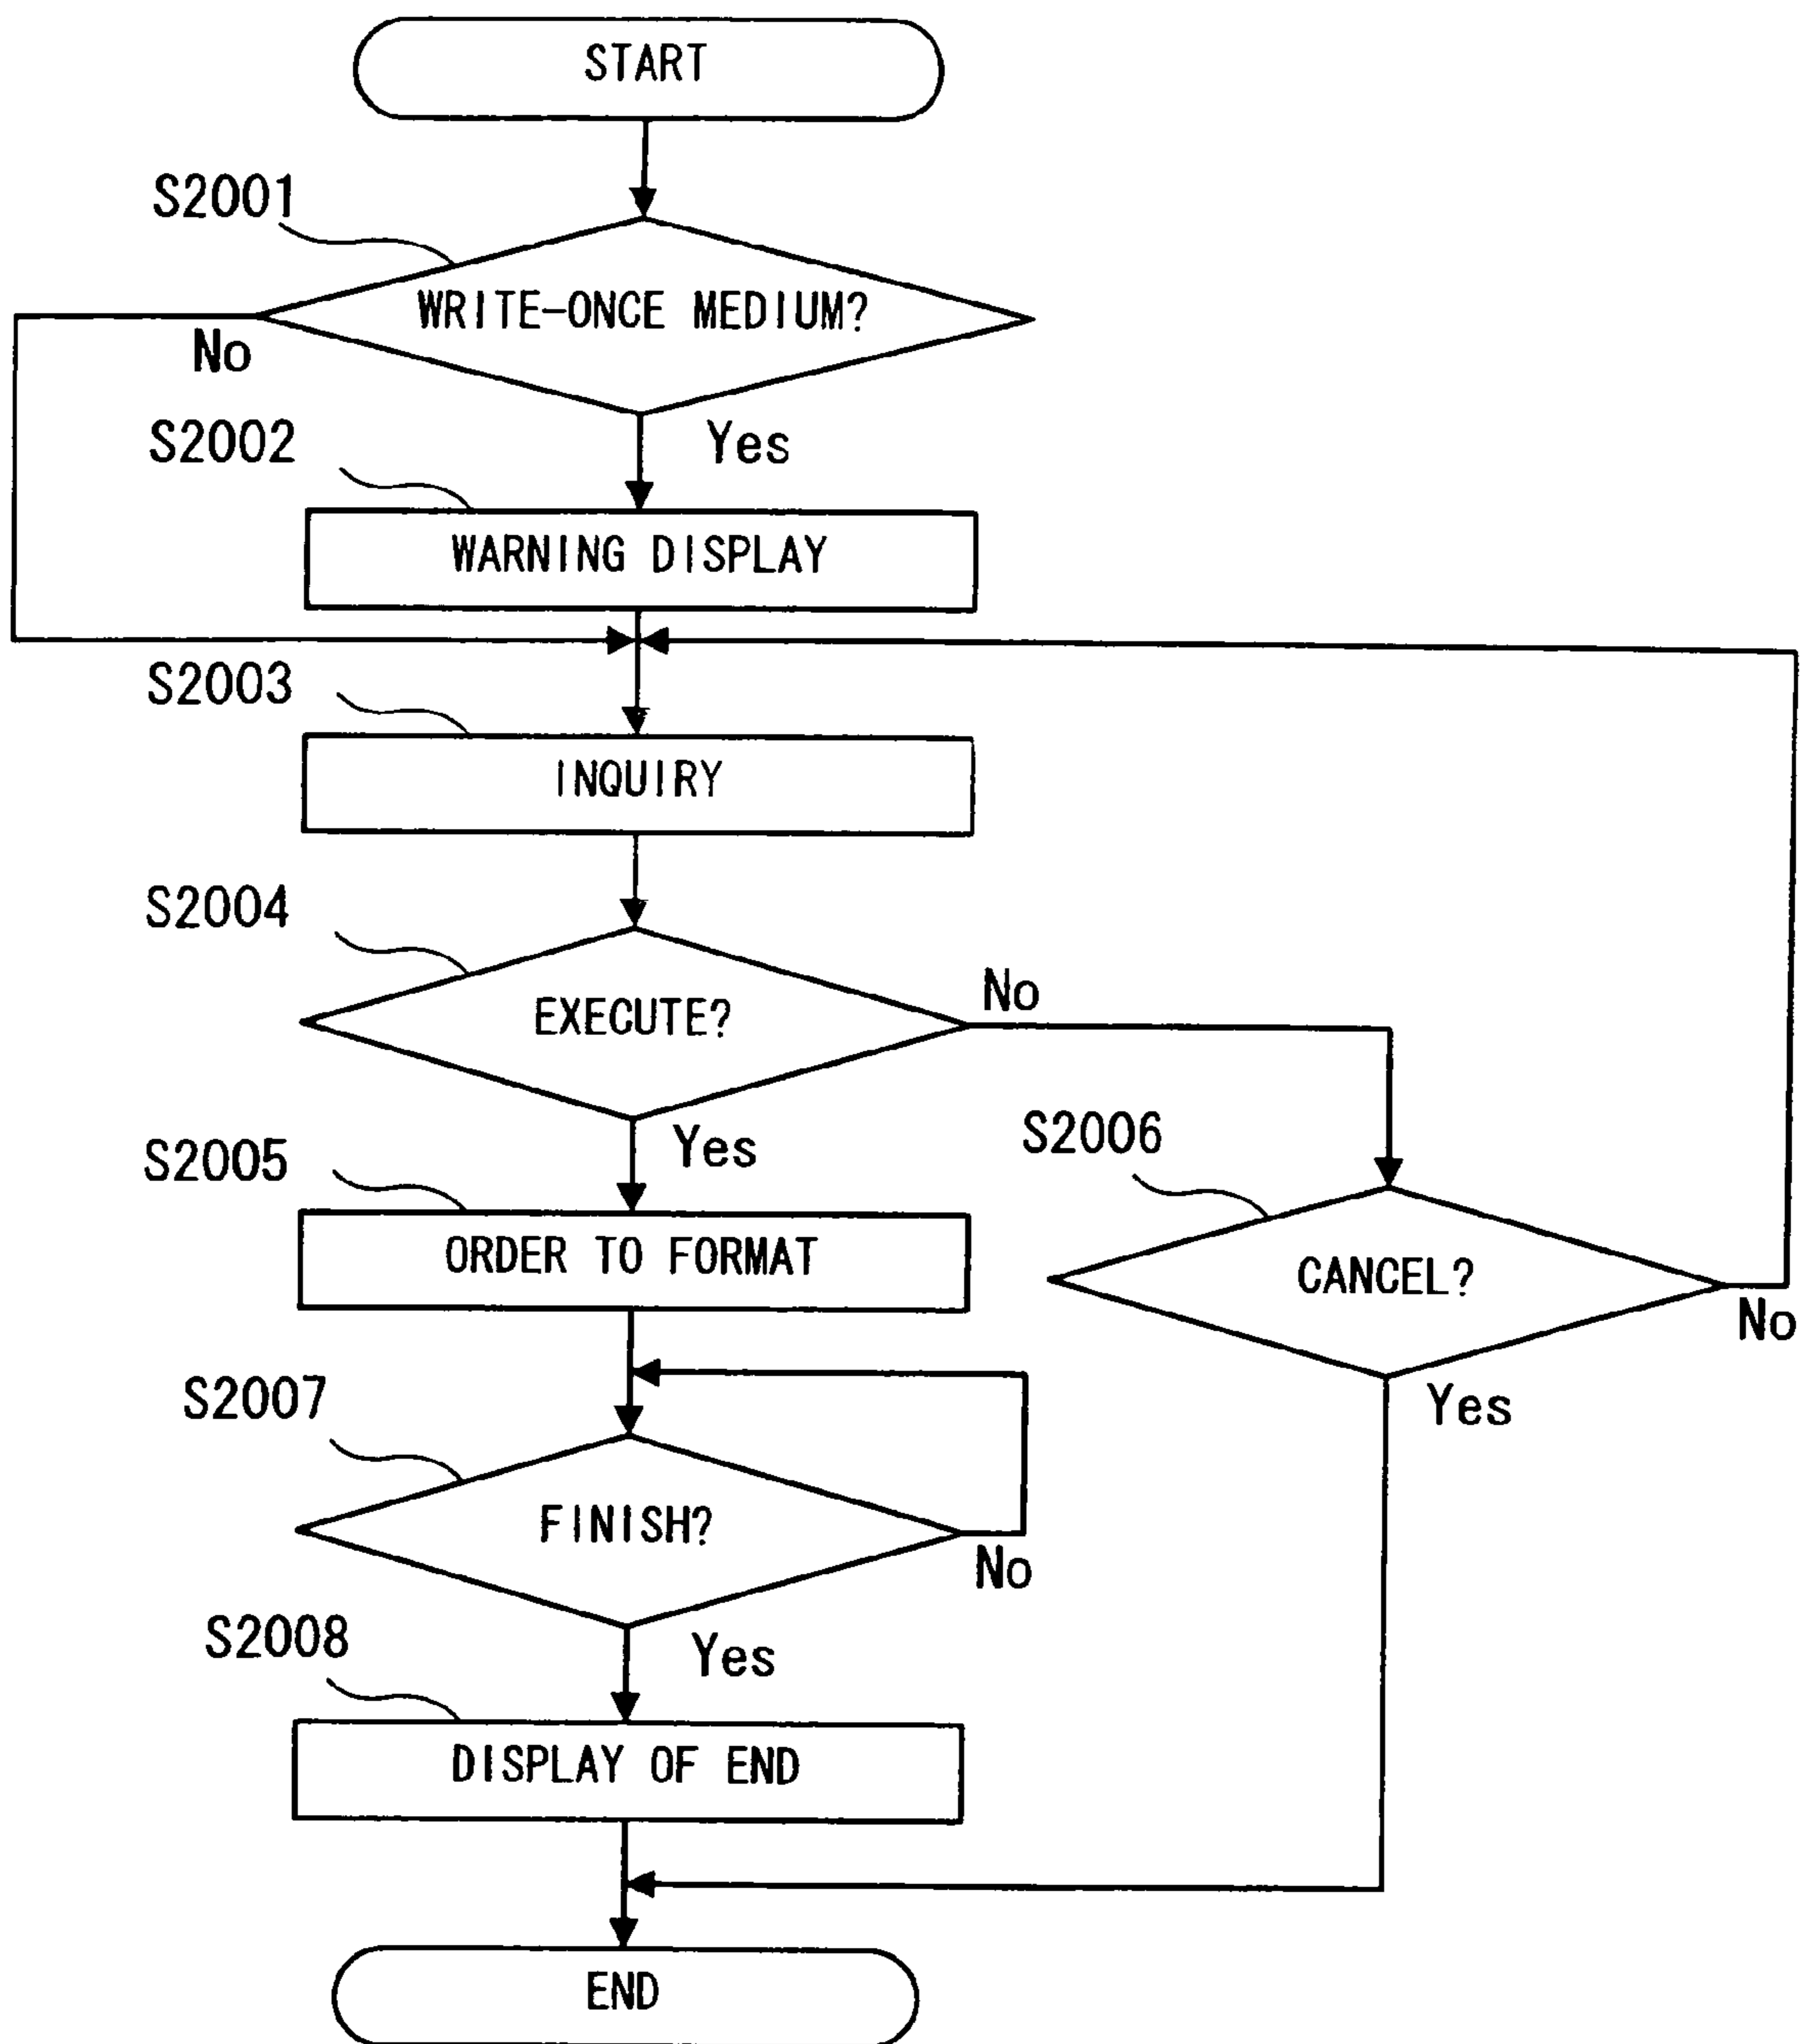 START
S2001
WRITE-ONCE MEDIUM?
No
S2002
Yes
WARNING DISPLAY
S2003
INQUIRY
S2004
EXECUTE?
No
S2005
Yes
S2006
ORDER TO FORMAT
CANCEL?
No
S2007
Yes
FINISH?
No
S2008
Yes
DISPLAY OF END
END